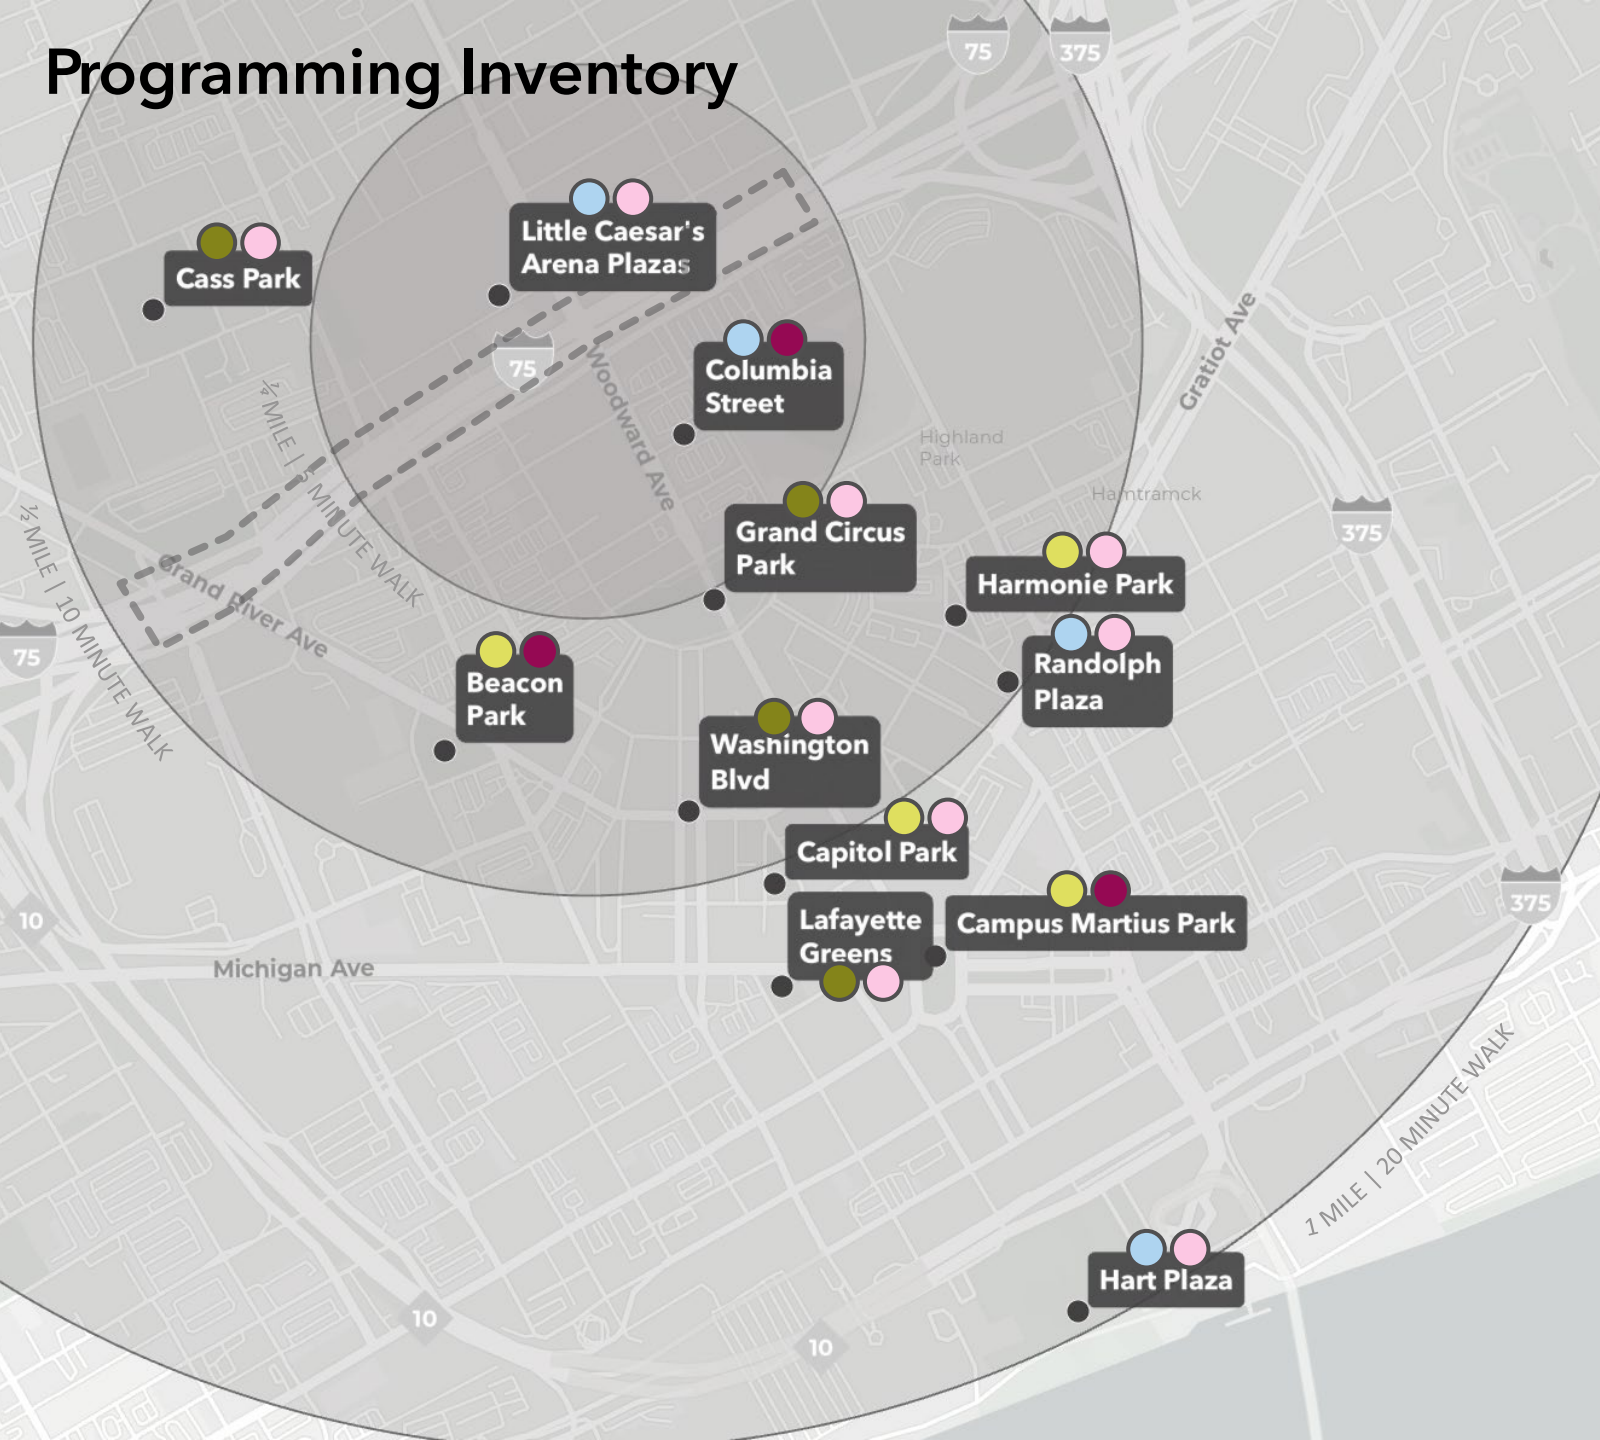 Programming Inventory
75
375
Little Caesar's
Arena Plazas
Cass Park
75
Columbia
Street
Woodward Ave
Gratiot Ave
¼ MILE | 5 MINUTE WALK
Highland
Park
Hamtramck
½ MILE | 10 MINUTE WALK
Grand Circus
Park
375
Harmonie Park
Grand River Ave
75
Randolph
Plaza
Beacon
Park
Washington
Blvd
Capitol Park
375
10
Lafayette
Greens
Campus Martius Park
Michigan Ave
1 MILE | 20 MINUTE WALK
Hart Plaza
10
10